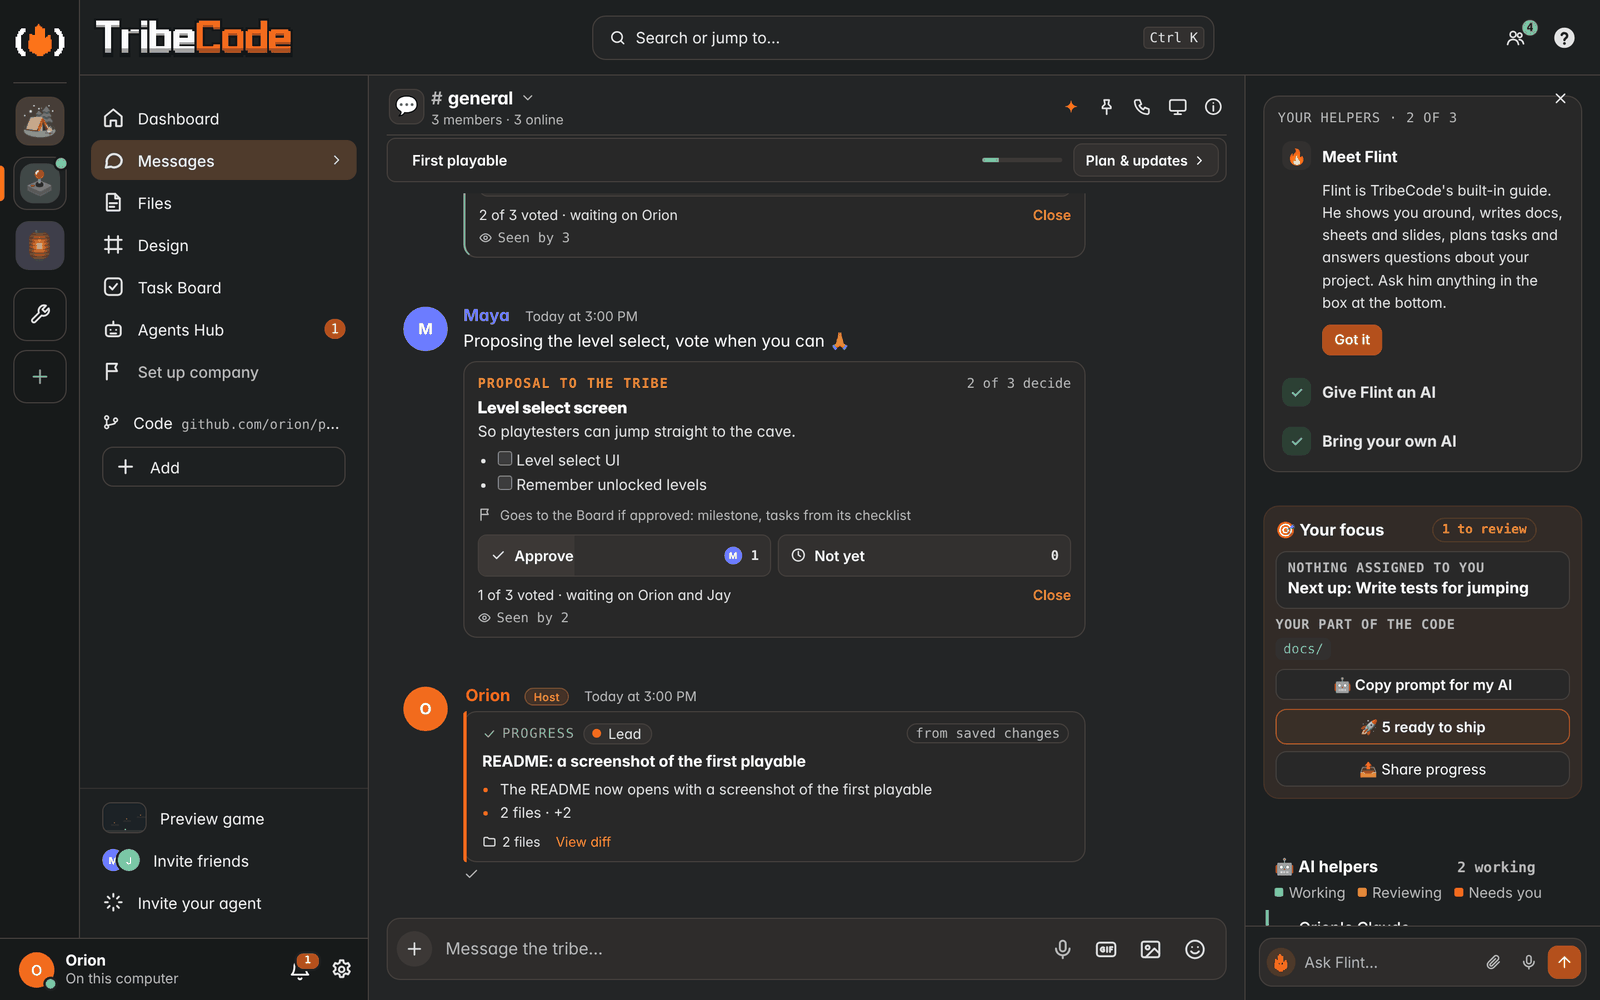 TribeCode
Search or jump to...
Ctrl K
4
?
Dashboard
Messages
Files
Design
Task Board
Agents Hub
1
Set up company
Code github.com/orion/p...
Add
Preview game
M J
Invite friends
Invite your agent
O
Orion
On this computer
1
# general
3 members · 3 online
First playable
Plan & updates
2 of 3 voted · waiting on Orion
Close
Seen by 3
M
Maya Today at 3:00 PM
Proposing the level select, vote when you can 🙏
PROPOSAL TO THE TRIBE
2 of 3 decide
Level select screen
So playtesters can jump straight to the cave.
Level select UI
Remember unlocked levels
Goes to the Board if approved: milestone, tasks from its checklist
Approve
M 1
Not yet
0
1 of 3 voted · waiting on Orion and Jay
Close
Seen by 2
O
Orion Host Today at 3:00 PM
PROGRESS Lead
from saved changes
README: a screenshot of the first playable
The README now opens with a screenshot of the first playable
2 files · +2
2 files View diff
Message the tribe...
GIF
YOUR HELPERS · 2 OF 3
Meet Flint
Flint is TribeCode's built-in guide.
He shows you around, writes docs,
sheets and slides, plans tasks and
answers questions about your
project. Ask him anything in the
box at the bottom.
Got it
Give Flint an AI
Bring your own AI
Your focus
1 to review
NOTHING ASSIGNED TO YOU
Next up: Write tests for jumping
YOUR PART OF THE CODE
docs/
Copy prompt for my AI
5 ready to ship
Share progress
AI helpers
2 working
Working Reviewing Needs you
Orion's Claude
Ask Flint...